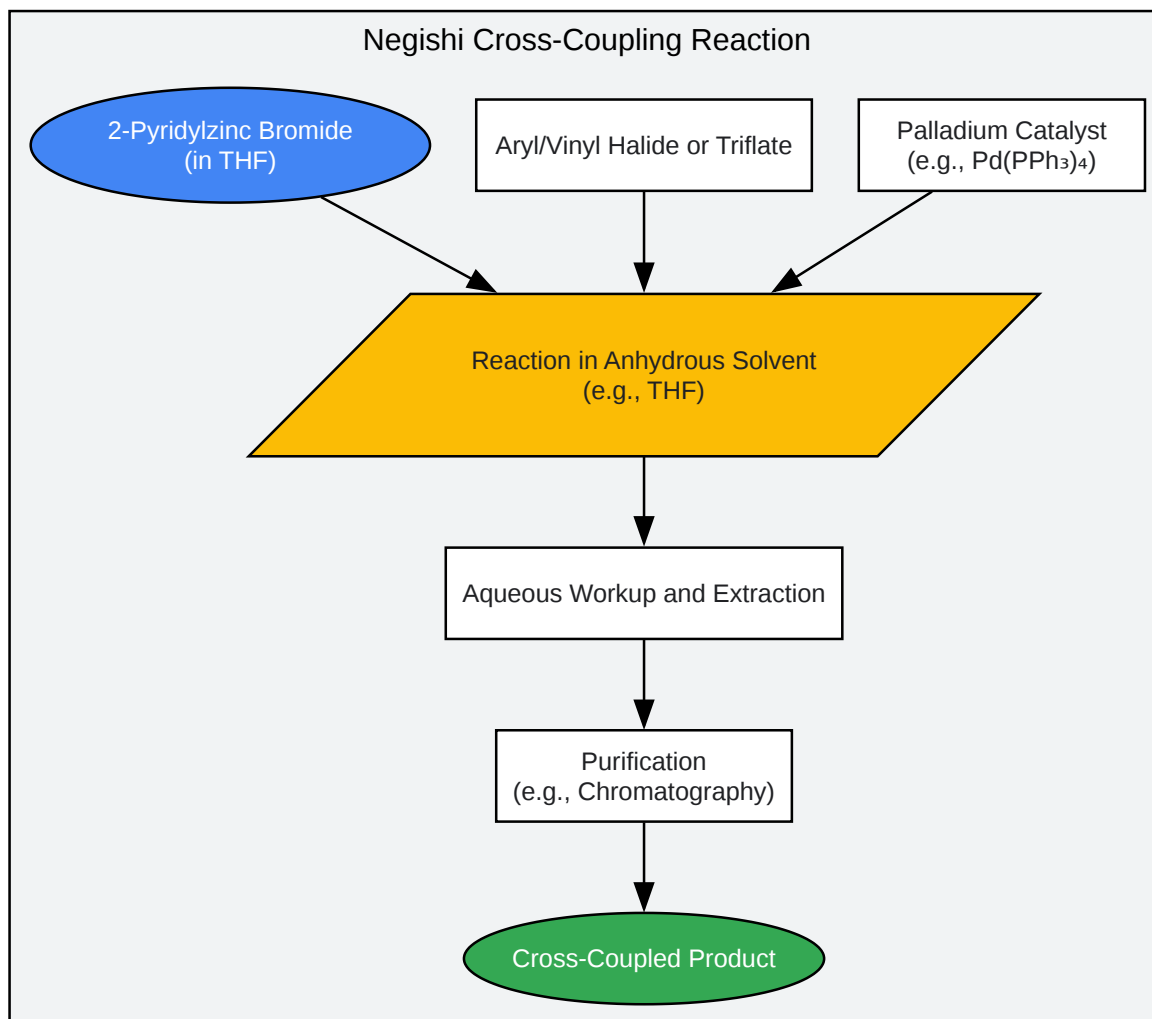 Negishi Cross-Coupling Reaction
2-Pyridylzinc Bromide
(in THF)
Aryl/Vinyl Halide or Triflate
Palladium Catalyst
(e.g., Pd(PPh₃)₄)
Reaction in Anhydrous Solvent
(e.g., THF)
Aqueous Workup and Extraction
Purification
(e.g., Chromatography)
Cross-Coupled Product